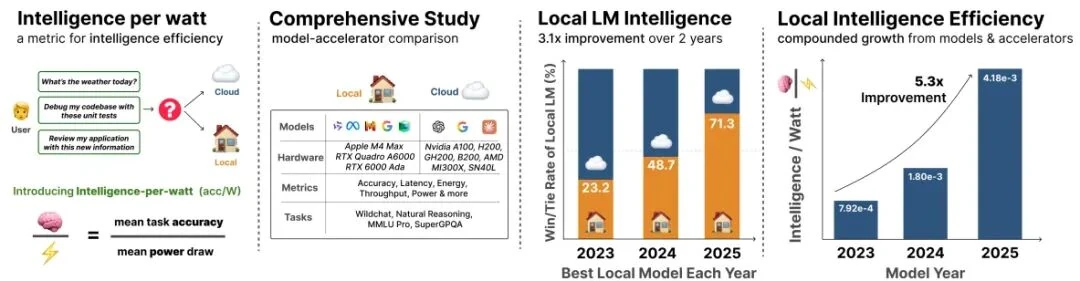 Intelligence per watt
a metric for intelligence efficiency
What's the weather today?
Debug my codebase with
these unit tests
Review my application
with this new information
User
?
Cloud
Local
Introducing Intelligence-per-watt (acc/W)
=
mean task accuracy
mean power draw
Comprehensive Study
model-accelerator comparison
Local
Cloud
Models
Hardware
Apple M4 Max
RTX Quadro A6000
RTX 6000 Ada
Nvidia A100, H200,
GH200, B200, AMD
MI300X, SN40L
Metrics
Accuracy, Latency, Energy,
Throughput, Power & more
Tasks
Wildchat, Natural Reasoning,
MMLU Pro, SuperGPQA
Local LM Intelligence
3.1x improvement over 2 years
Win/Tie Rate of Local LM (%)
23.2
48.7
71.3
2023
2024
2025
Best Local Model Each Year
Local Intelligence Efficiency
compounded growth from models & accelerators
Intelligence / Watt
/
5.3x
Improvement
7.92e-4
1.80e-3
4.18e-3
2023
2024
2025
Model Year